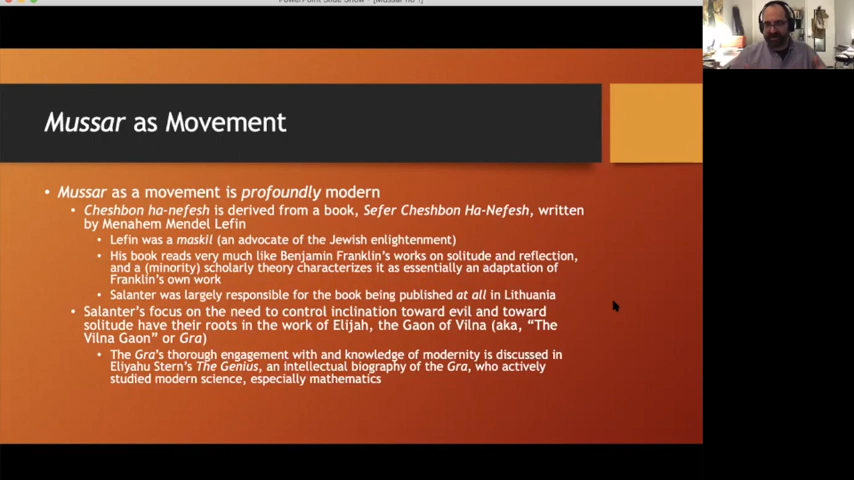 PowerPoint Slide Show - [Mussar no 1]
Mussar as Movement
• Mussar as a movement is profoundly modern
• Cheshbon ha-nefesh is derived from a book, Sefer Cheshbon Ha-Nefesh, written
by Menahem Mendel Lefin
• Lefin was a maskil (an advocate of the Jewish enlightenment)
• His book reads very much like Benjamin Franklin's works on solitude and reflection,
and a (minority) scholarly theory characterizes it as essentially an adaptation of
Franklin's own work
• Salanter was largely responsible for the book being published at all in Lithuania
• Salanter's focus on the need to control inclination toward evil and toward
solitude have their roots in the work of Elijah, the Gaon of Vilna (aka, "The
Vilna Gaon" or Gra)
• The Gra's thorough engagement with and knowledge of modernity is discussed in
Eliyahu Stern's The Genius, an intellectual biography of the Gra, who actively
studied modern science, especially mathematics